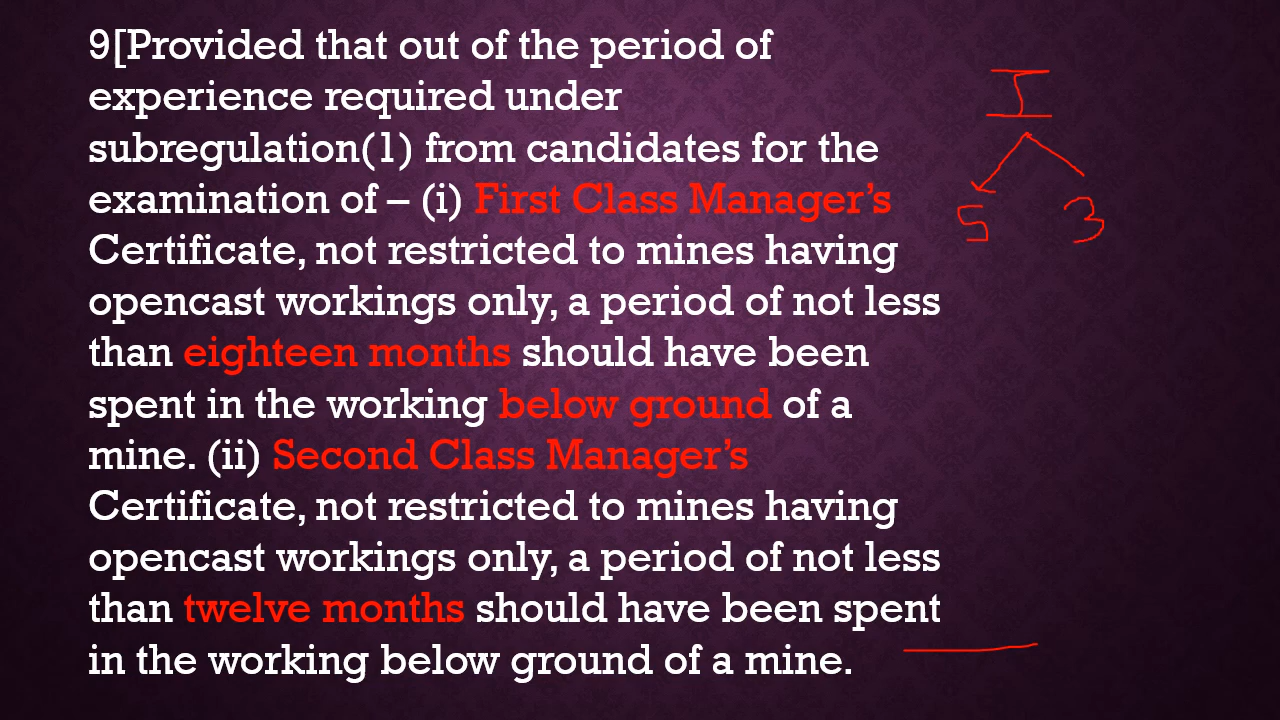 9[Provided that out of the period of
experience required under
subregulation(1) from candidates for the
examination of – (i) First Class Manager’s
Certificate, not restricted to mines having
opencast workings only, a period of not less
than eighteen months should have been
spent in the working below ground of a
mine. (ii) Second Class Manager’s
Certificate, not restricted to mines having
opencast workings only, a period of not less
than twelve months should have been spent
in the working below ground of a mine.
I
5 3